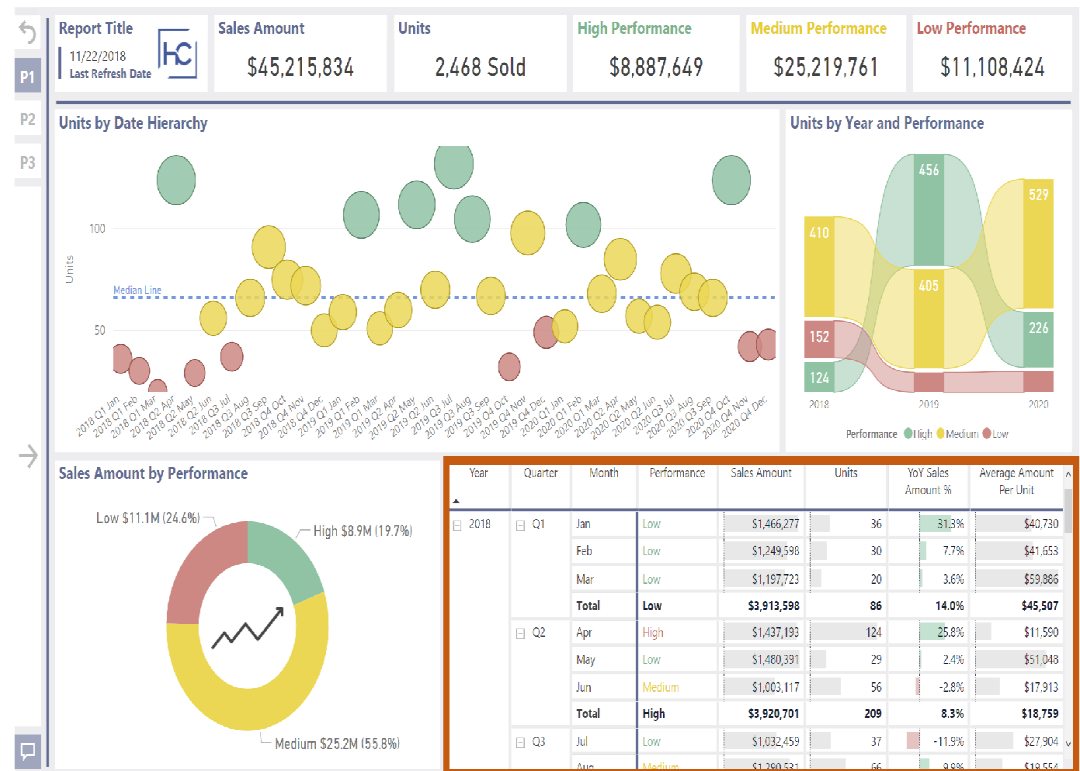 Report Title
11/22/2018
Last Refresh Date
HC
Sales Amount
$45,215,834
Units
2,468 Sold
High Performance
$8,887,649
Medium Performance
$25,219,761
Low Performance
$11,108,424
P1
P2
P3
Units by Date Hierarchy
Units
100
50
Median Line
2018 Q1 Jan
2018 Q1 Feb
2018 Q1 Mar
2018 Q2 Apr
2018 Q2 May
2018 Q2 Jun
2018 Q3 Jul
2018 Q3 Aug
2018 Q3 Sep
2018 Q4 Oct
2018 Q4 Nov
2018 Q4 Dec
2019 Q1 Jan
2019 Q1 Feb
2019 Q1 Mar
2019 Q2 Apr
2019 Q2 May
2019 Q2 Jun
2019 Q3 Jul
2019 Q3 Aug
2019 Q3 Sep
2019 Q4 Oct
2019 Q4 Nov
2019 Q4 Dec
2020 Q1 Jan
2020 Q1 Feb
2020 Q1 Mar
2020 Q2 Apr
2020 Q2 May
2020 Q2 Jun
2020 Q3 Jul
2020 Q3 Aug
2020 Q3 Sep
2020 Q4 Oct
2020 Q4 Nov
2020 Q4 Dec
Units by Year and Performance
410
152
124
456
405
529
226
2018 2019 2020
Performance High Medium Low
Sales Amount by Performance
Low $11.1M (24.6%)
High $8.9M (19.7%)
Medium $25.2M (55.8%)
Year Quarter Month Performance Sales Amount Units YoY Sales Amount % Average Amount Per Unit
2018 Q1 Jan Low $1,466,277 36 31.3% $40,730
Feb Low $1,249,598 30 7.7% $41,653
Mar Low $1,197,723 20 3.6% $59,886
Total Low $3,913,598 86 14.0% $45,507
Q2 Apr High $1,437,193 124 25.8% $11,590
May Low $1,480,391 29 2.4% $51,048
Jun Medium $1,003,117 56 -2.8% $17,913
Total High $3,920,701 209 8.3% $18,759
Q3 Jul Low $1,032,459 37 -11.9% $27,904
Aug Medium $1,290,531 66 9.9% $19,554